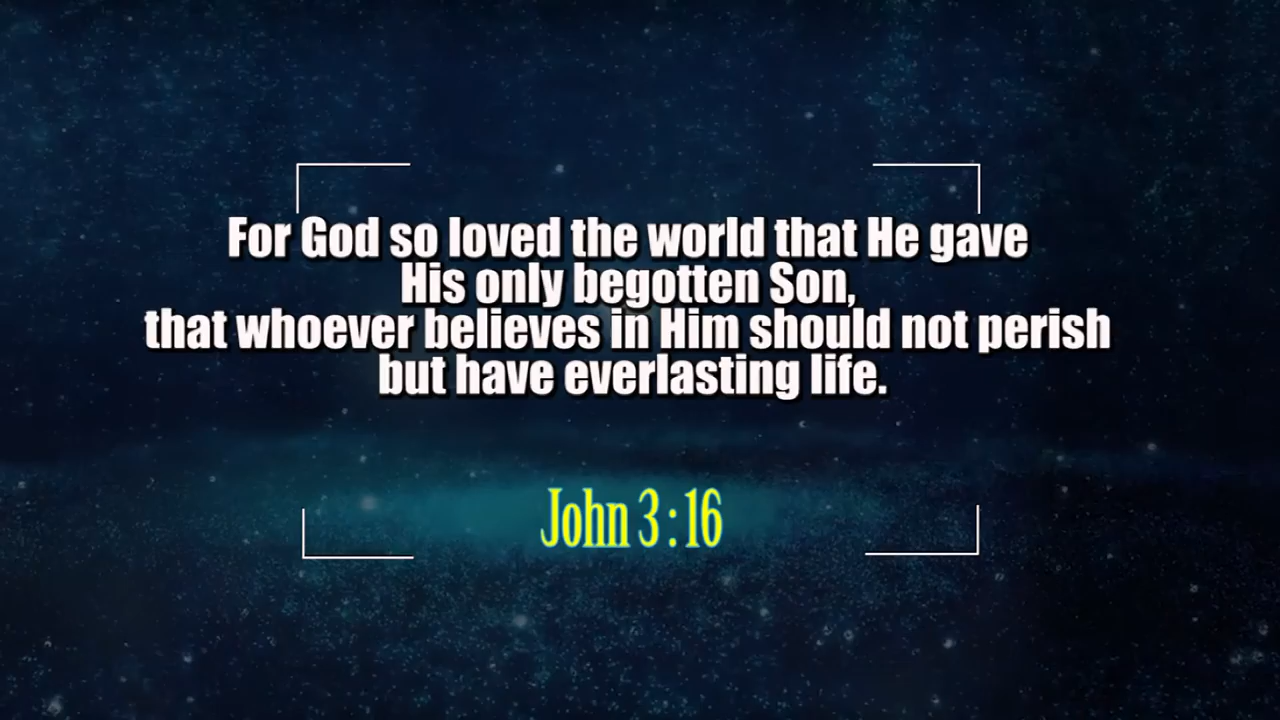 For God so loved the world that He gave
His only begotten Son,
that whoever believes in Him should not perish
but have everlasting life.
John 3:16